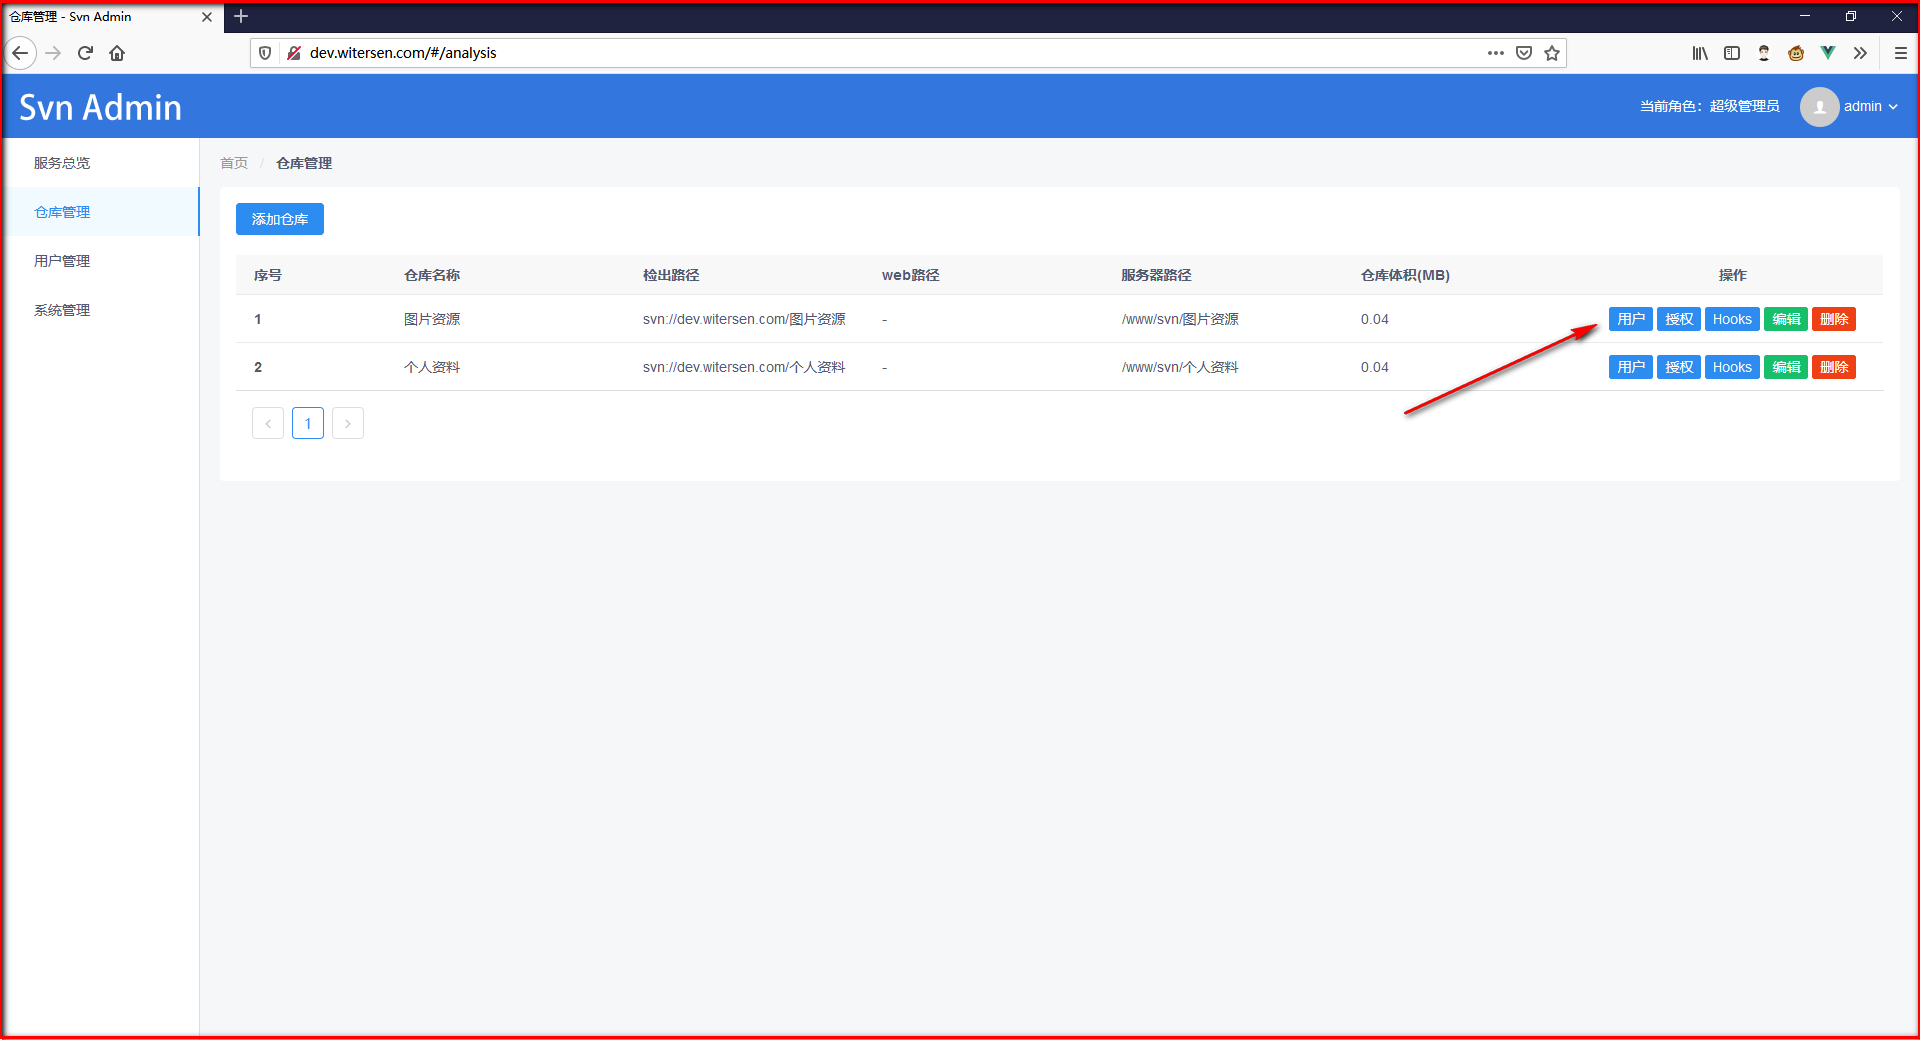 仓库管理 - Svn Admin
dev.witersen.com/#/analysis
Svn Admin
当前角色：超级管理员
admin
服务总览
仓库管理
用户管理
系统管理
首页 / 仓库管理
添加仓库
序号 仓库名称 检出路径 web路径 服务器路径 仓库体积(MB) 操作
1 图片资源 svn://dev.witersen.com/图片资源 - /www/svn/图片资源 0.04 用户 授权 Hooks 编辑 删除
2 个人资料 svn://dev.witersen.com/个人资料 - /www/svn/个人资料 0.04 用户 授权 Hooks 编辑 删除
< 1 >